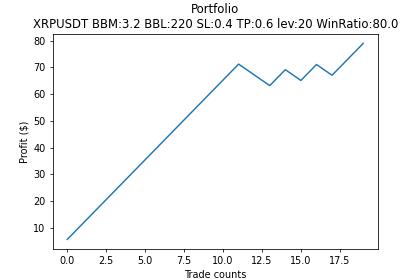 Portfolio
XRPUSDT BBM:3.2 BBL:220 SL:0.4 TP:0.6 lev:20 WinRatio:80.0
80
70
60
50
40
30
20
10
Profit ($)
0.0 2.5 5.0 7.5 10.0 12.5 15.0 17.5
Trade counts